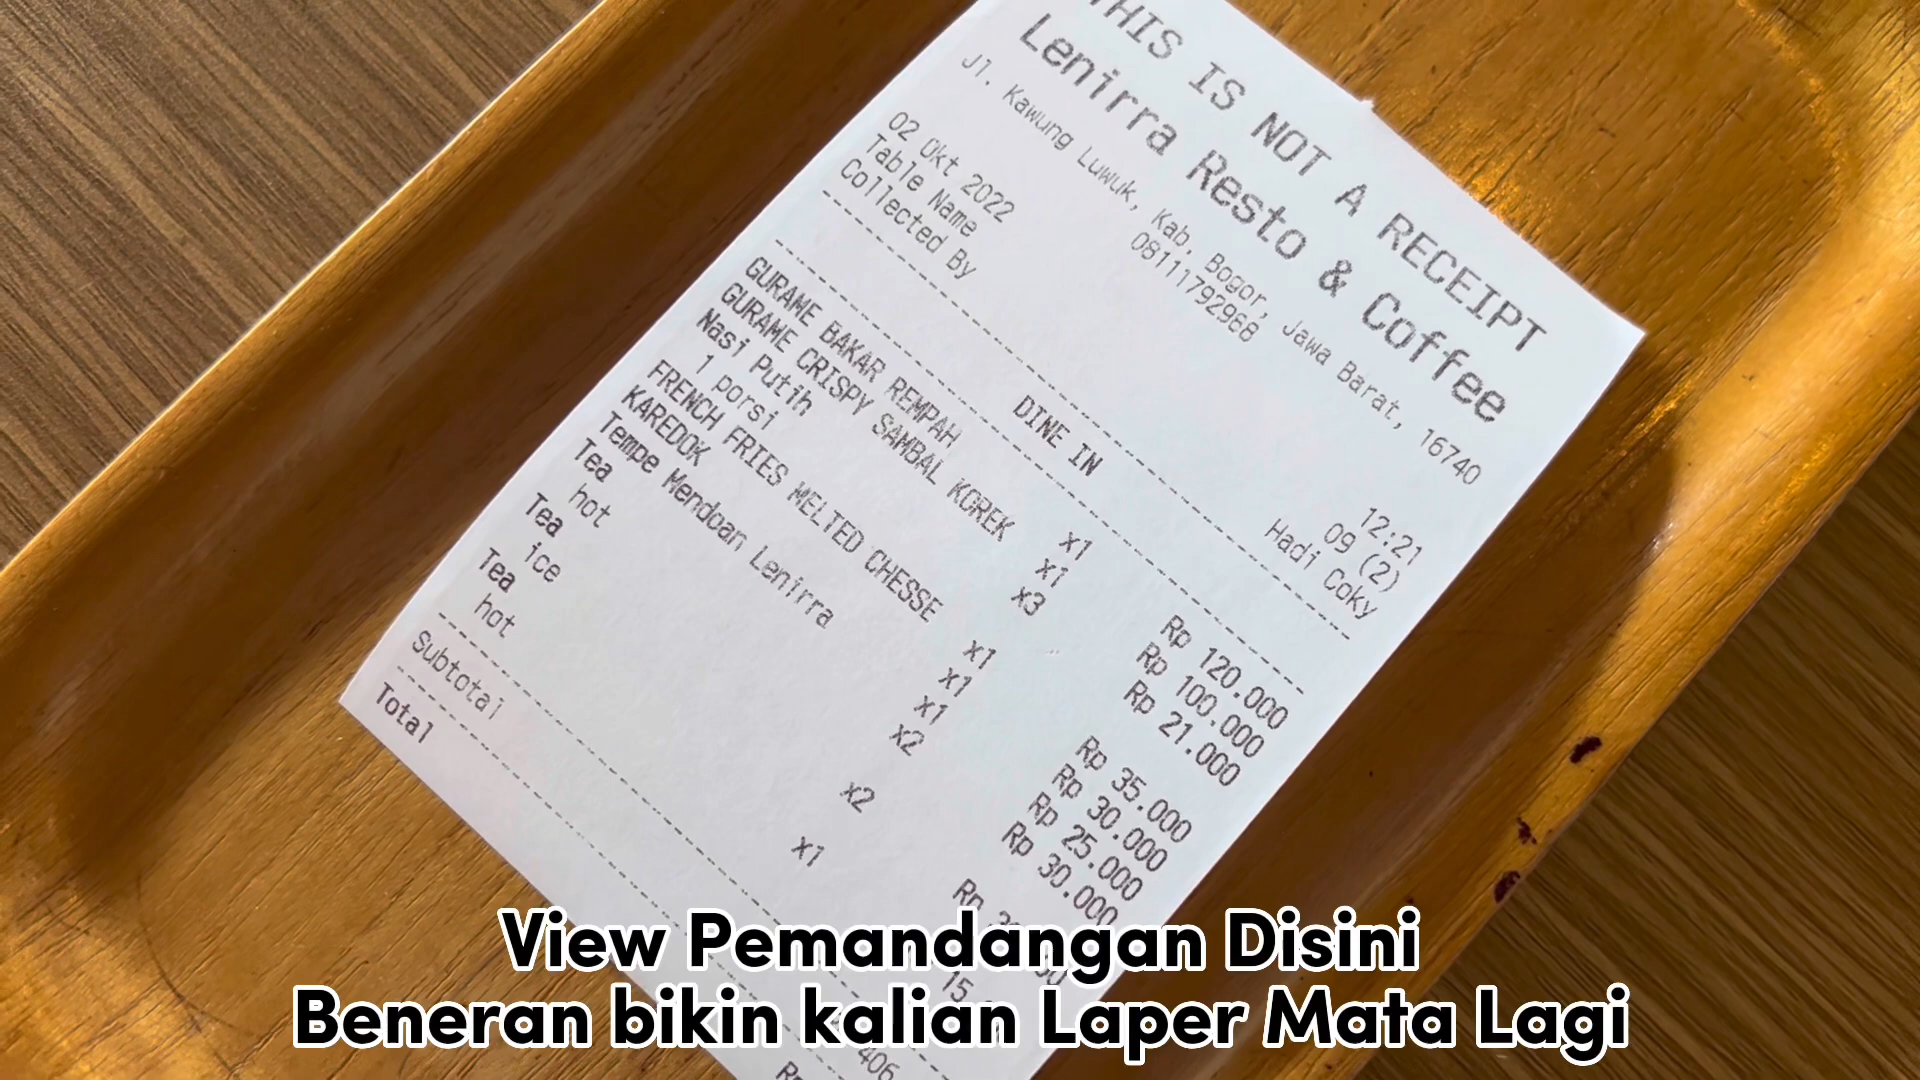 THIS IS NOT A RECEIPT
Lenirra Resto & Coffee
Jl. Kawung Luwuk, Kab. Bogor, Jawa Barat, 16740
08111792968
02 Okt 2022 12:21
Table Name 09 (2)
Collected By Hadi Coky
DINE IN
GURAME BAKAR REMPAH x1 Rp 120.000
GURAME CRISPY SAMBAL KOREK x1 Rp 100.000
Nasi Putih x3 Rp 21.000
1 porsi
FRENCH FRIES MELTED CHESSE x1 Rp 35.000
KAREDOK x1 Rp 30.000
Tempe Mendoan Lenirra x1 Rp 25.000
Tea x2 Rp 30.000
hot
Tea x2
ice
Tea x1
hot
Subtotal
Total
View Pemandangan Disini
Beneran bikin kalian Laper Mata Lagi